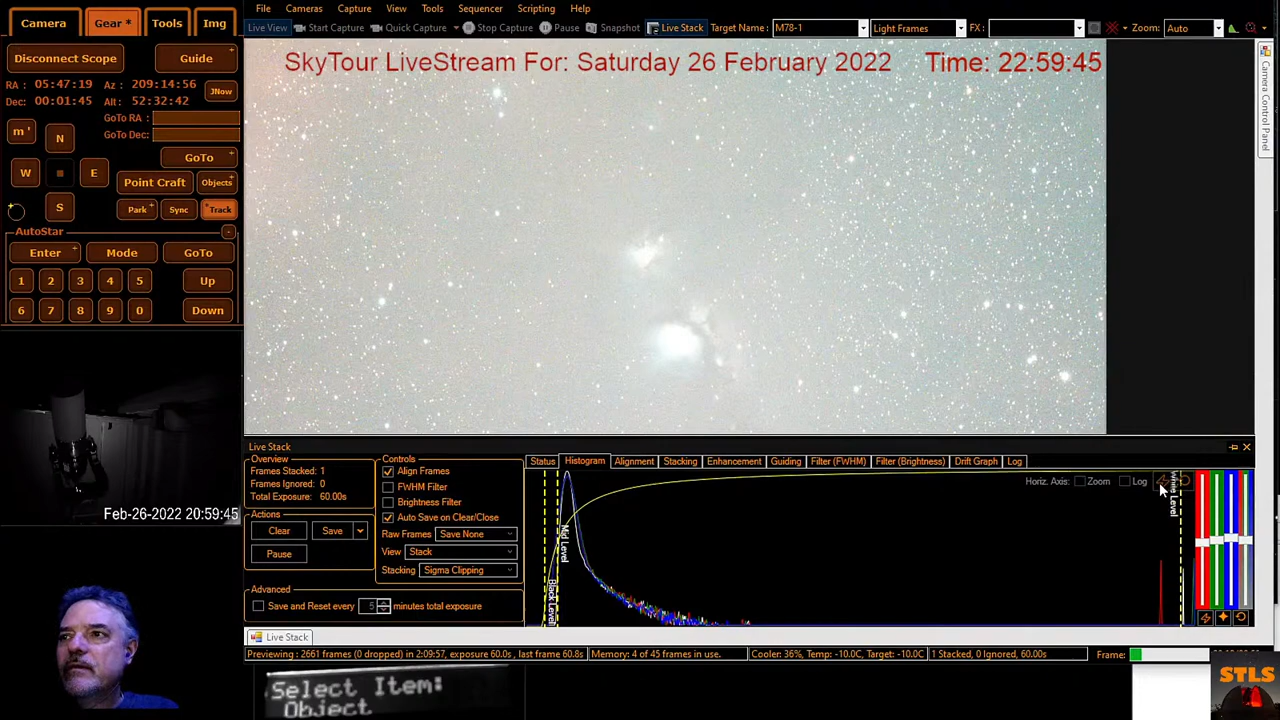 File Cameras Capture View Tools Sequencer Scripting Help
Camera Gear * Tools Img
Live View Start Capture Quick Capture Stop Capture Pause Snapshot Live Stack Target Name : M78-1 Light Frames FX : Zoom: Auto
SkyTour LiveStream For: Saturday 26 February 2022 Time: 22:59:45
Disconnect Scope Guide
RA : 05:47:19 Az : 209:14:56 JNow
Dec: 00:01:45 Alt: 52:32:42
GoTo RA :
GoTo Dec:
m ' N GoTo
W E Point Craft Objects
S Park Sync Track
AutoStar
Enter Mode GoTo
1 2 3 4 5 Up
6 7 8 9 0 Down
Camera Control Panel
Feb-26-2022 20:59:45
Live Stack
Overview
Frames Stacked: 1
Frames Ignored: 0
Total Exposure: 60.00s
Actions
Clear Save
Pause
Controls
Align Frames
FWHM Filter
Brightness Filter
Auto Save on Clear/Close
Raw Frames Save None
View Stack
Stacking Sigma Clipping
Advanced
Save and Reset every 5 minutes total exposure
Status Histogram Alignment Stacking Enhancement Guiding Filter (FWHM) Filter (Brightness) Drift Graph Log
Horiz. Axis: Zoom Log
Black Level
Mid Level
White Level
Live Stack
Previewing : 2661 frames (0 dropped) in 2:09:57, exposure 60.0s , last frame 60.8s Memory: 4 of 45 frames in use. Cooler: 36%, Temp: -10.0C, Target: -10.0C 1 Stacked, 0 Ignored, 60.00s Frame:
Select Item:
Object
STLS